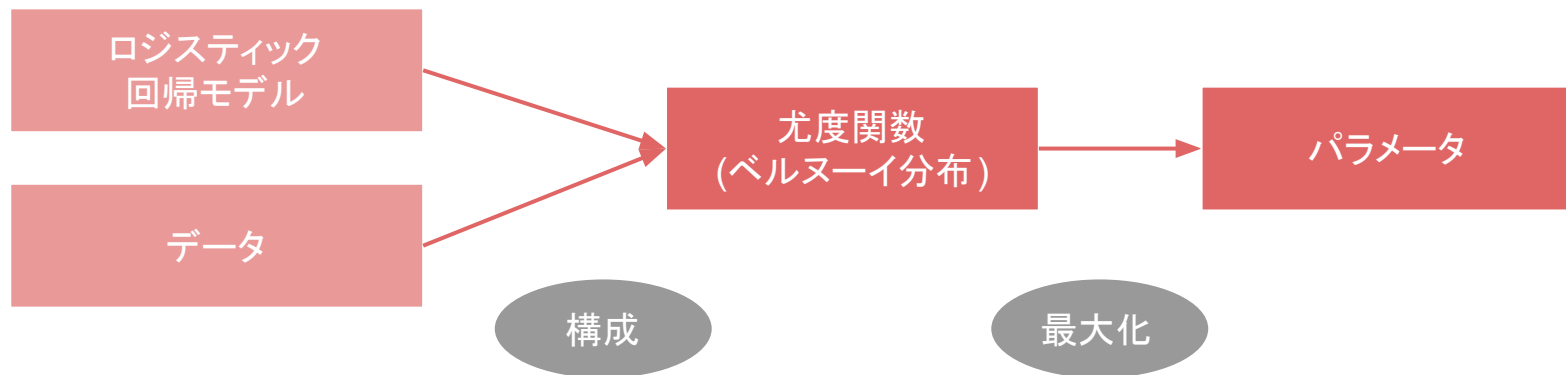 ロジスティック
回帰モデル
データ
尤度関数
(ベルヌーイ分布)
パラメータ
構成
最大化